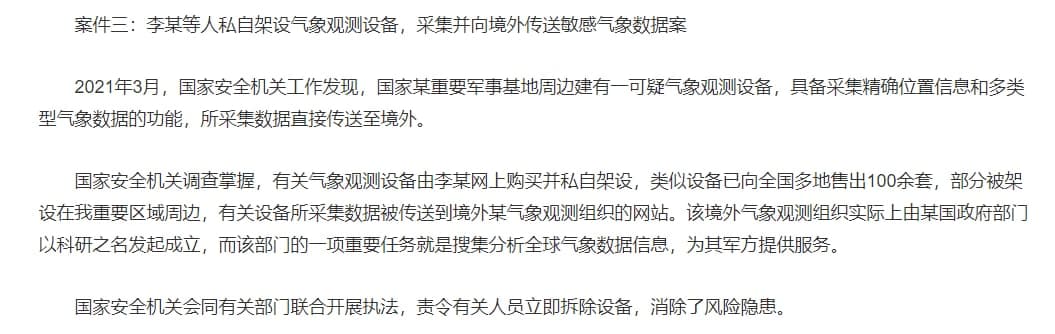 案件三：李某等人私自架设气象观测设备，采集并向境外传送敏感气象数据案
2021年3月，国家安全机关工作发现，国家某重要军事基地周边建有一可疑气象观测设备，具备采集精确位置信息和多类
型气象数据的功能，所采集数据直接传送至境外。
国家安全机关调查掌握，有关气象观测设备由李某网上购买并私自架设，类似设备已向全国多地售出100余套，部分被架
设在我重要区域周边，有关设备所采集数据被传送到境外某气象观测组织的网站。该境外气象观测组织实际上由某国政府部门
以科研之名发起成立，而该部门的一项重要任务就是搜集分析全球气象数据信息，为其军方提供服务。
国家安全机关会同有关部门联合开展执法，责令有关人员立即拆除设备，消除了风险隐患。